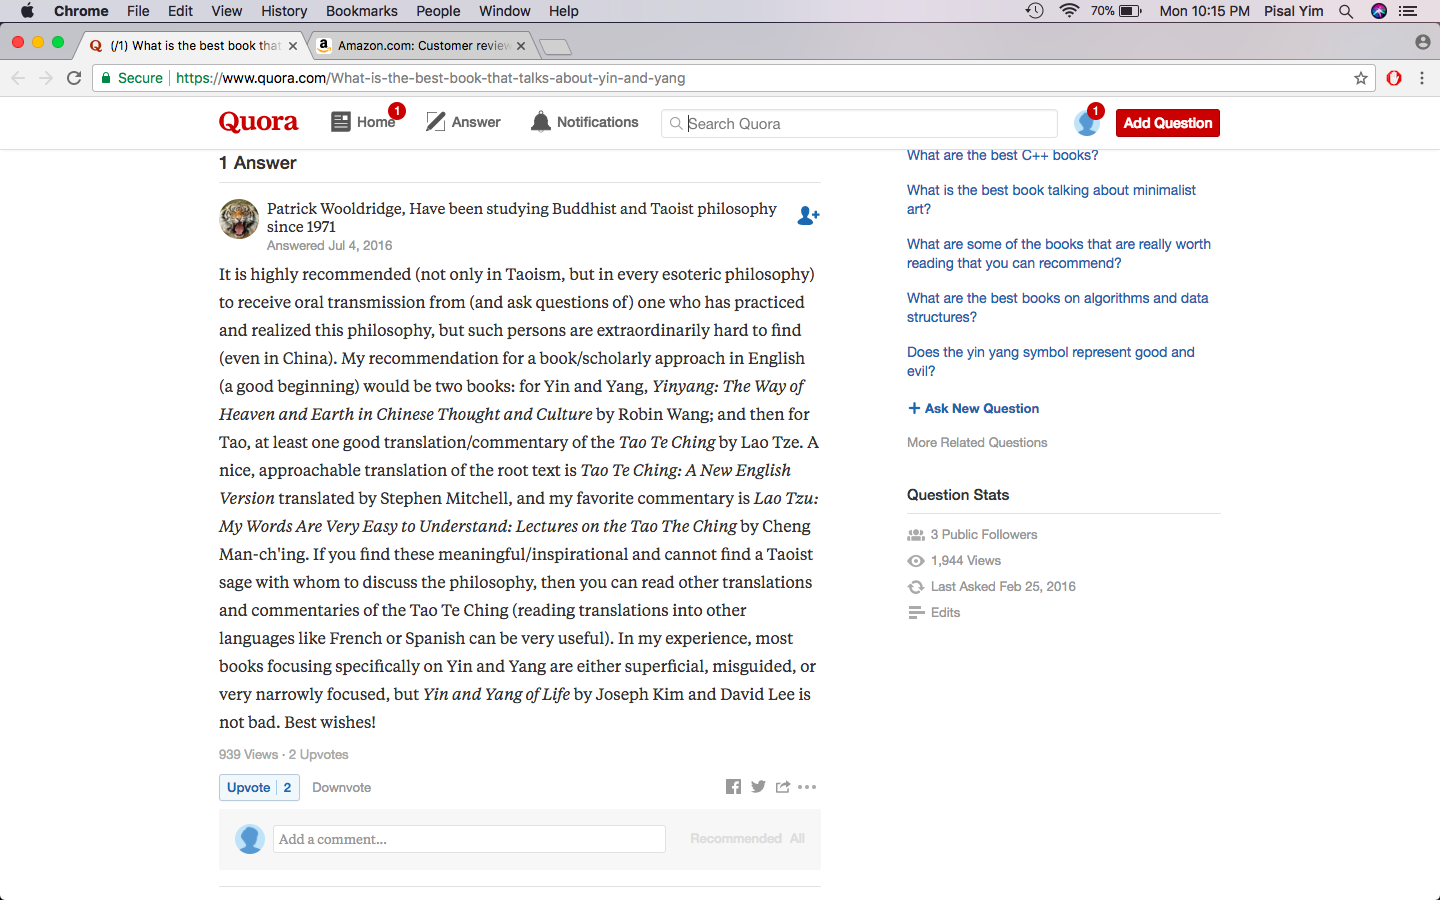 Chrome File Edit View History Bookmarks People Window Help 70% Mon 10:15 PM Pisal Yim
Q (/1) What is the best book that × a Amazon.com: Customer review ×
Secure https://www.quora.com/What-is-the-best-book-that-talks-about-yin-and-yang
Quora Home 1 Answer Notifications Search Quora 1 Add Question
1 Answer
Patrick Wooldridge, Have been studying Buddhist and Taoist philosophy
since 1971
Answered Jul 4, 2016
It is highly recommended (not only in Taoism, but in every esoteric philosophy)
to receive oral transmission from (and ask questions of) one who has practiced
and realized this philosophy, but such persons are extraordinarily hard to find
(even in China). My recommendation for a book/scholarly approach in English
(a good beginning) would be two books: for Yin and Yang, Yinyang: The Way of
Heaven and Earth in Chinese Thought and Culture by Robin Wang; and then for
Tao, at least one good translation/commentary of the Tao Te Ching by Lao Tze. A
nice, approachable translation of the root text is Tao Te Ching: A New English
Version translated by Stephen Mitchell, and my favorite commentary is Lao Tzu:
My Words Are Very Easy to Understand: Lectures on the Tao The Ching by Cheng
Man-ch'ing. If you find these meaningful/inspirational and cannot find a Taoist
sage with whom to discuss the philosophy, then you can read other translations
and commentaries of the Tao Te Ching (reading translations into other
languages like French or Spanish can be very useful). In my experience, most
books focusing specifically on Yin and Yang are either superficial, misguided, or
very narrowly focused, but Yin and Yang of Life by Joseph Kim and David Lee is
not bad. Best wishes!
939 Views · 2 Upvotes
Upvote 2 Downvote
Add a comment... Recommended All
What are the best C++ books?
What is the best book talking about minimalist
art?
What are some of the books that are really worth
reading that you can recommend?
What are the best books on algorithms and data
structures?
Does the yin yang symbol represent good and
evil?
+ Ask New Question
More Related Questions
Question Stats
3 Public Followers
1,944 Views
Last Asked Feb 25, 2016
Edits